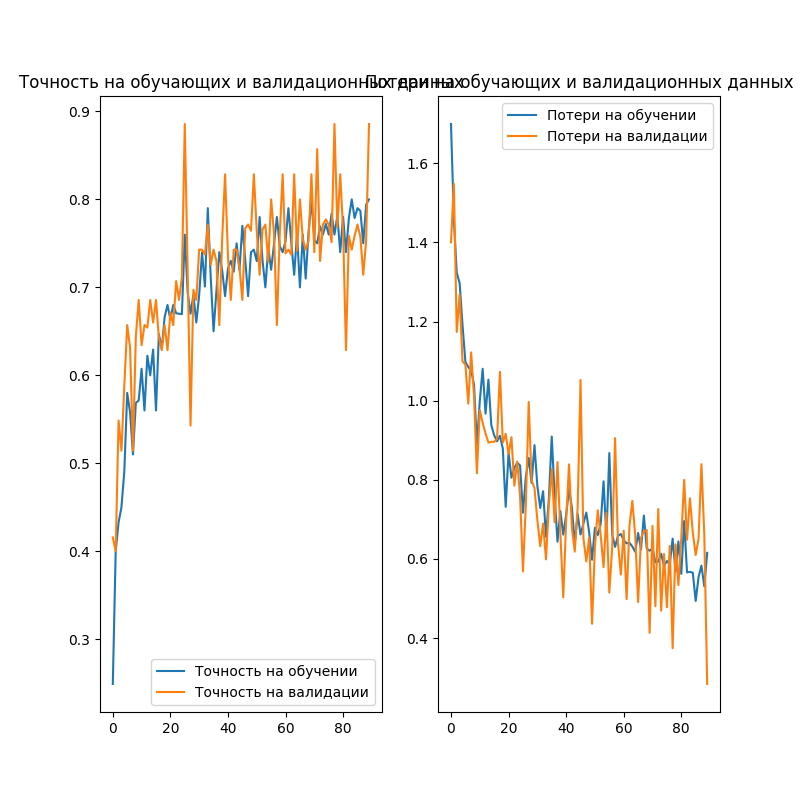 Точность на обучающих и валидационных данных
Потери на обучающих и валидационных данных
0.9
0.8
0.7
0.6
0.5
0.4
0.3
0 20 40 60 80
Точность на обучении
Точность на валидации
1.6
1.4
1.2
1.0
0.8
0.6
0.4
0 20 40 60 80
Потери на обучении
Потери на валидации